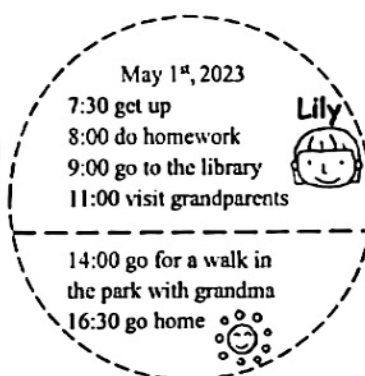 May 1st, 2023
7:30 get up
Lily
8:00 do homework
9:00 go to the library
11:00 visit grandparents
14:00 go for a walk in
the park with grandma
16:30 go home